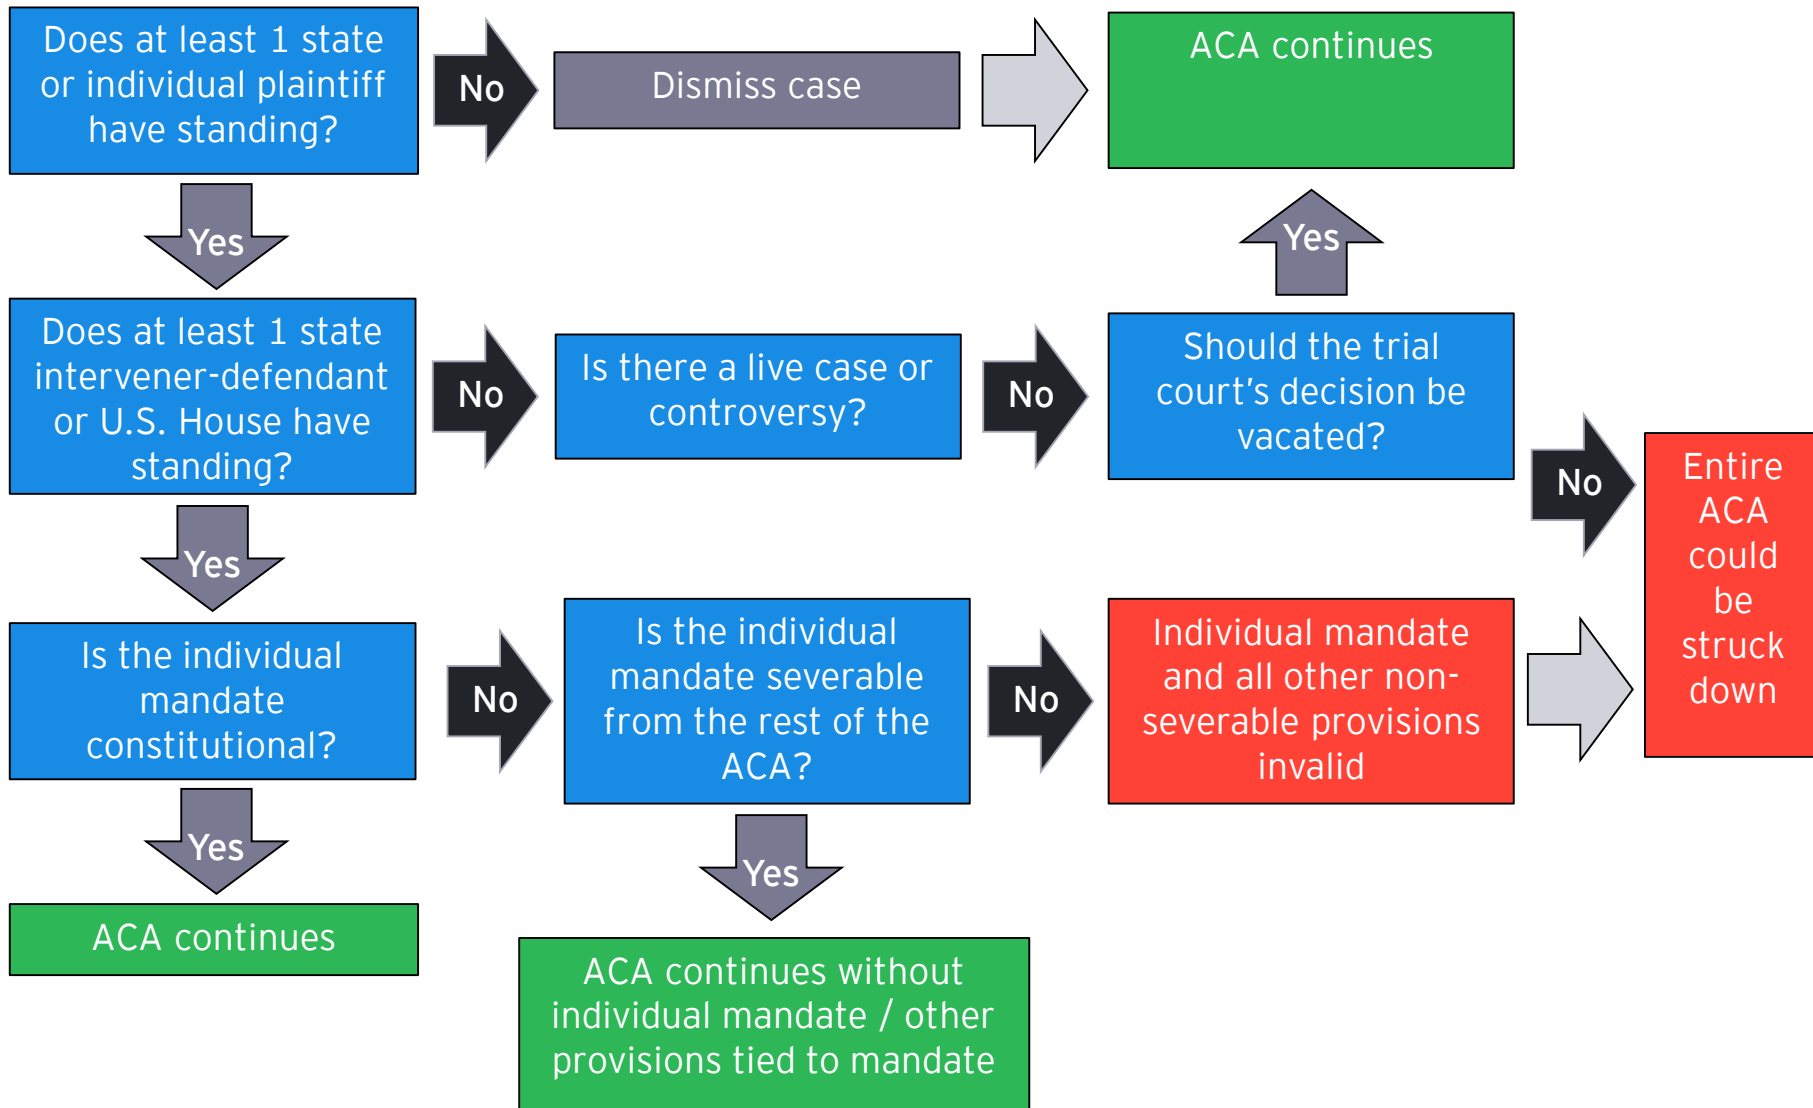 Does at least 1 state
or individual plaintiff
have standing?
No
Dismiss case
ACA continues
Yes
Yes
Does at least 1 state
intervener-defendant
or U.S. House have
standing?
No
Is there a live case or
controversy?
No
Should the trial
court's decision be
vacated?
No
Entire
ACA
could
be
struck
down
Yes
Is the individual
mandate
constitutional?
No
Is the individual
mandate severable
from the rest of the
ACA?
No
Individual mandate
and all other non-
severable provisions
invalid
Yes
Yes
ACA continues
ACA continues without
individual mandate / other
provisions tied to mandate